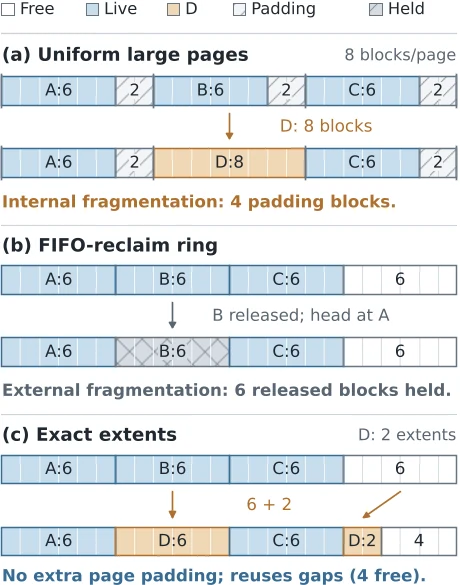 Free Live D Padding Held
(a) Uniform large pages 8 blocks/page
A:6 2 B:6 2 C:6 2
D: 8 blocks
A:6 2 D:8 C:6 2
Internal fragmentation: 4 padding blocks.
(b) FIFO-reclaim ring
A:6 B:6 C:6 6
B released; head at A
A:6 B:6 C:6 6
External fragmentation: 6 released blocks held.
(c) Exact extents D: 2 extents
A:6 B:6 C:6 6
6 + 2
A:6 D:6 C:6 D:2 4
No extra page padding; reuses gaps (4 free).